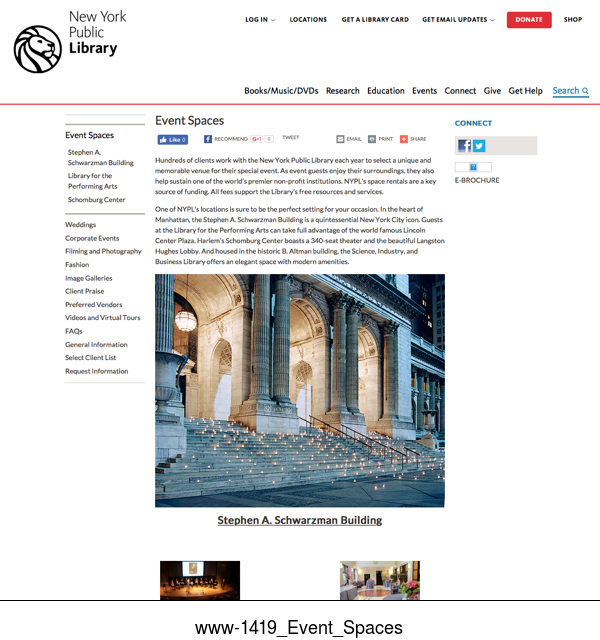 New York
Public
Library
LOG IN
LOCATIONS
GET A LIBRARY CARD
GET EMAIL UPDATES
DONATE
SHOP
Books/Music/DVDs Research Education Events Connect Give Get Help Search
Event Spaces
Stephen A.
Schwarzman Building
Library for the
Performing Arts
Schomburg Center
Weddings
Corporate Events
Filming and Photography
Fashion
Image Galleries
Client Praise
Preferred Vendors
Videos and Virtual Tours
FAQs
General Information
Select Client List
Request Information
Event Spaces
Like 0
RECOMMEND
G+1 0
TWEET
EMAIL
PRINT
SHARE
Hundreds of clients work with the New York Public Library each year to select a unique and
memorable venue for their special event. As event guests enjoy their surroundings, they also
help sustain one of the world's premier non-profit institutions. NYPL's space rentals are a key
source of funding. All fees support the Library's free resources and services.
One of NYPL's locations is sure to be the perfect setting for your occasion. In the heart of
Manhattan, the Stephen A. Schwarzman Building is a quintessential New York City icon. Guests
at the Library for the Performing Arts can take full advantage of the world famous Lincoln
Center Plaza. Harlem's Schomburg Center boasts a 340-seat theater and the beautiful Langston
Hughes Lobby. And housed in the historic B. Altman building, the Science, Industry, and
Business Library offers an elegant space with modern amenities.
Stephen A. Schwarzman Building
CONNECT
E-BROCHURE
www-1419_Event_Spaces